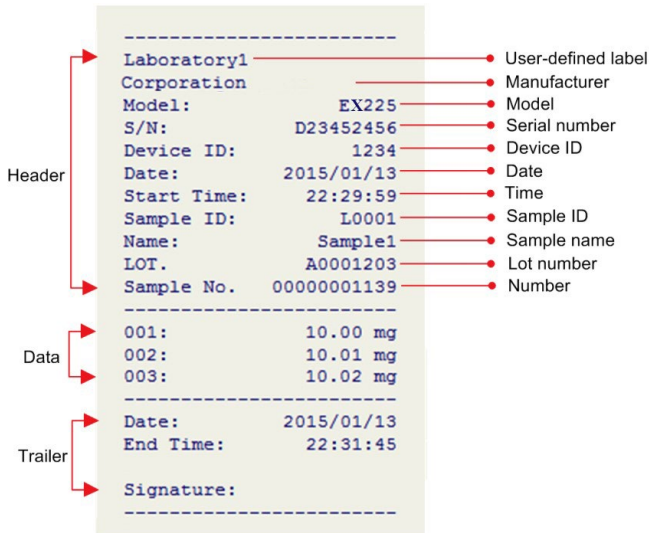 ------------------------
Laboratory1 User-defined label
Corporation Manufacturer
Model: EX225 Model
S/N: D23452456 Serial number
Device ID: 1234 Device ID
Date: 2015/01/13 Date
Start Time: 22:29:59 Time
Sample ID: L0001 Sample ID
Name: Sample1 Sample name
LOT. A0001203 Lot number
Sample No. 00000001139 Number
Header
------------------------
001: 10.00 mg
002: 10.01 mg
003: 10.02 mg
Data
------------------------
Date: 2015/01/13
End Time: 22:31:45
Signature:
Trailer
------------------------